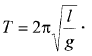 T = 2π√(l/g) ·